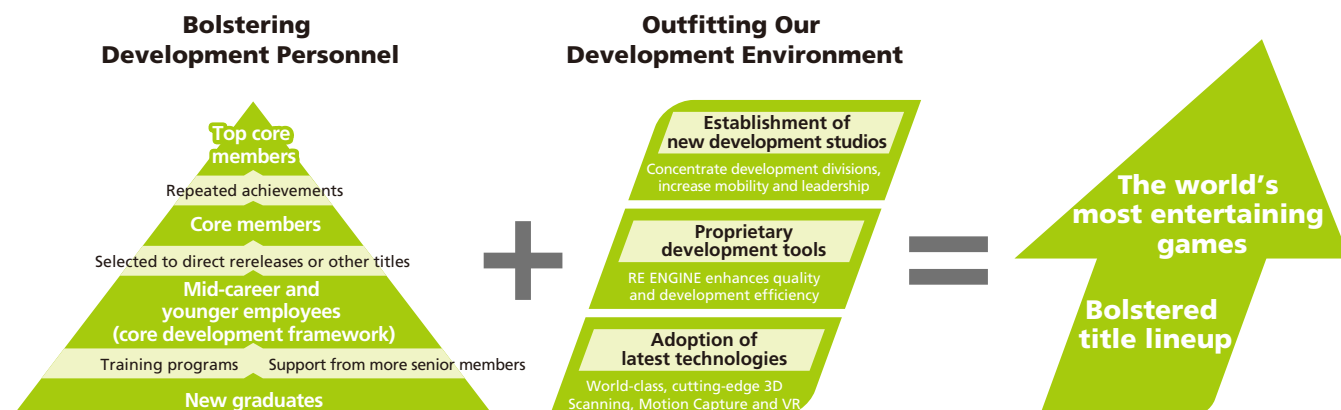 Bolstering
Development Personnel
Top core
members
Repeated achievements
Core members
Selected to direct rereleases or other titles
Mid-career and
younger employees
(core development framework)
Training programs
Support from more senior members
New graduates
+
Outfitting Our
Development Environment
Establishment of
new development studios
Concentrate development divisions,
increase mobility and leadership
Proprietary
development tools
RE ENGINE enhances quality
and development efficiency
Adoption of
latest technologies
World-class, cutting-edge 3D
Scanning, Motion Capture and VR
=
The world's
most entertaining
games
Bolstered
title lineup